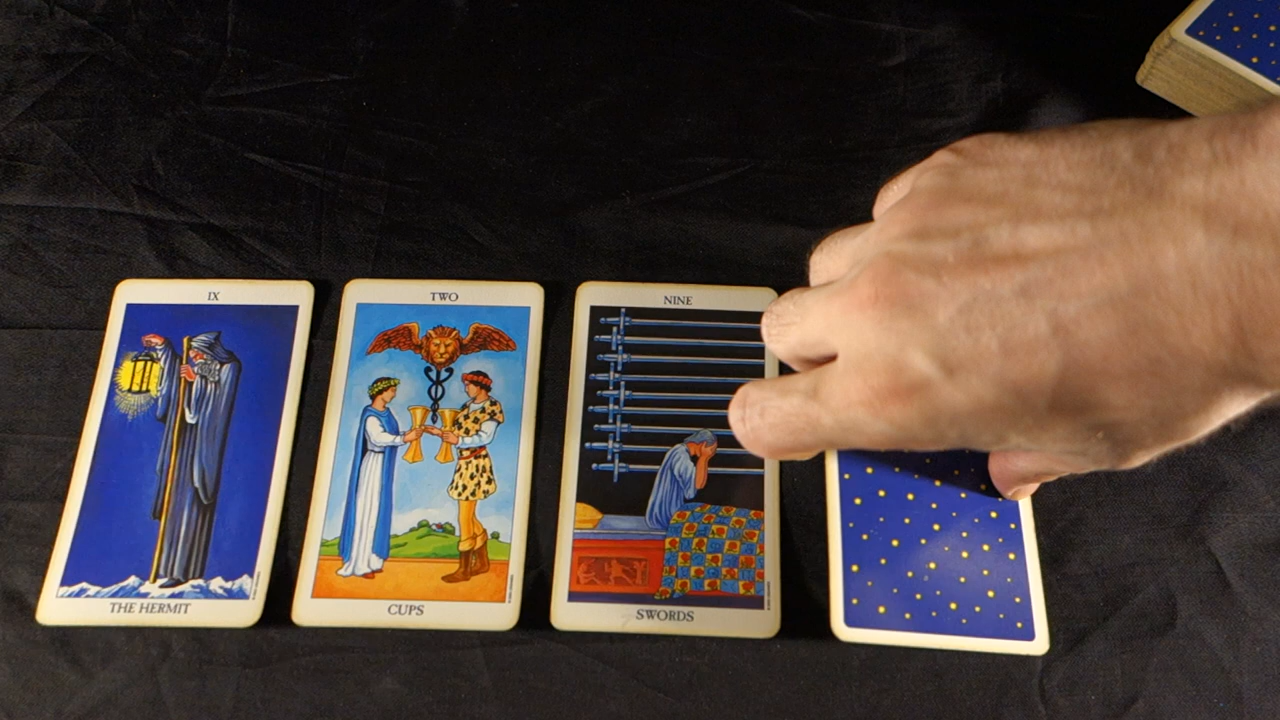 IX
THE HERMIT
TWO
CUPS
NINE
SWORDS